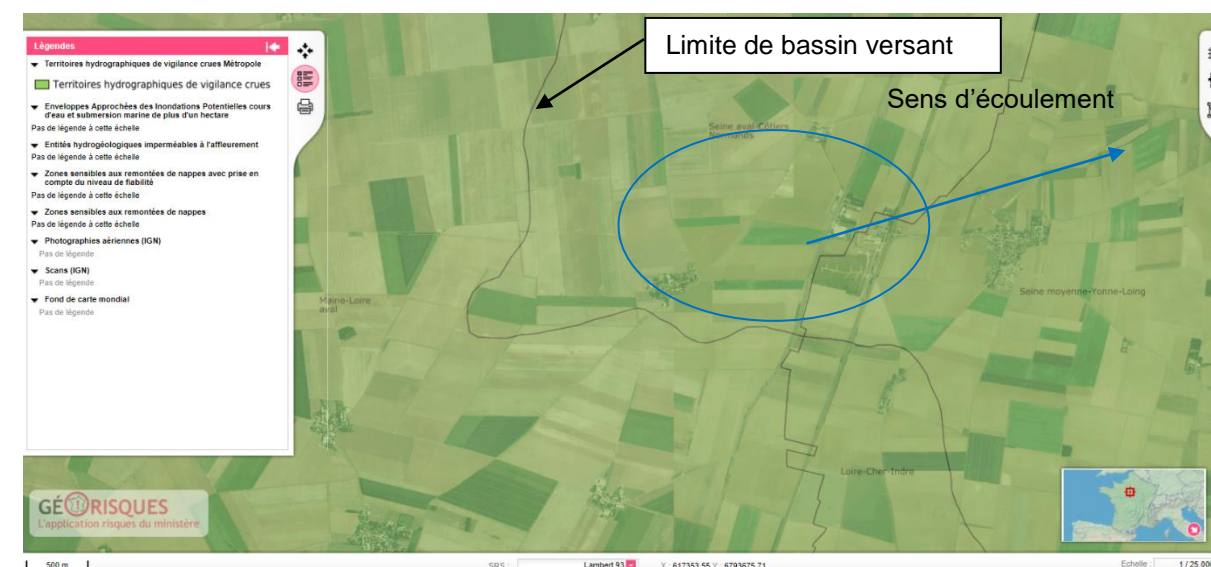 Légendes
Territoires hydrographiques de vigilance crues Métropole
Territoires hydrographiques de vigilance crues
Enveloppes Approchées des Inondations Potentielles cours
d'eau et submersion marine de plus d'un hectare
Pas de légende à cette échelle
Entités hydrogéologiques imperméables à l'affleurement
Pas de légende à cette échelle
Zones sensibles aux remontées de nappes avec prise en
compte du niveau de fiabilité
Pas de légende à cette échelle
Zones sensibles aux remontées de nappes
Pas de légende à cette échelle
Photographies aériennes (IGN)
Pas de légende
Scans (IGN)
Pas de légende
Fond de carte mondial
Pas de légende
Limite de bassin versant
Sens d'écoulement
Seine aval-Côtiers
Normands
Maine-Loire
aval
Seine moyenne-Yonne-Loing
Loire-Cher-Indre
GÉORISQUES
L'application risques du ministère
500 m
SRS :
Lambert 93
X : 617353.55 Y : 6793675.71
Echelle
1 / 25 000